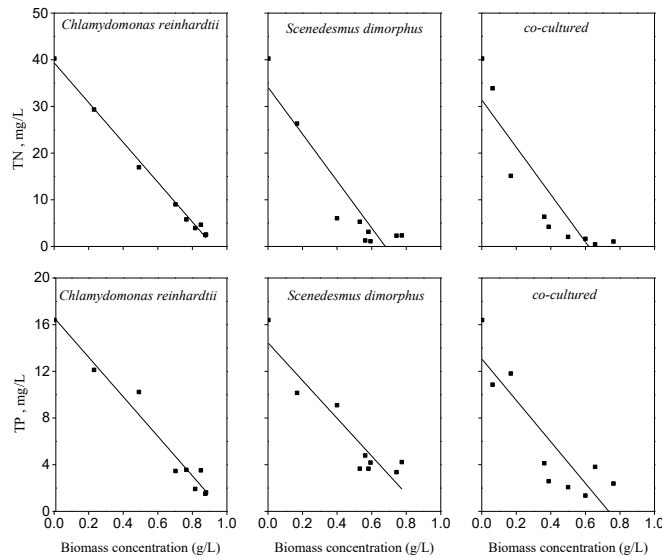 Chlamydomonas reinhardtii
Scenedesmus dimorphus
co-cultured
TN , mg/L
50
40
30
20
10
0
Chlamydomonas reinhardtii
Scenedesmus dimorphus
co-cultured
TP , mg/L
16
12
8
4
0
0.0 0.2 0.4 0.6 0.8 1.0
0.0 0.2 0.4 0.6 0.8 1.0
0.0 0.2 0.4 0.6 0.8 1.0
Biomass concentration (g/L)
Biomass concentration (g/L)
Biomass concentration (g/L)